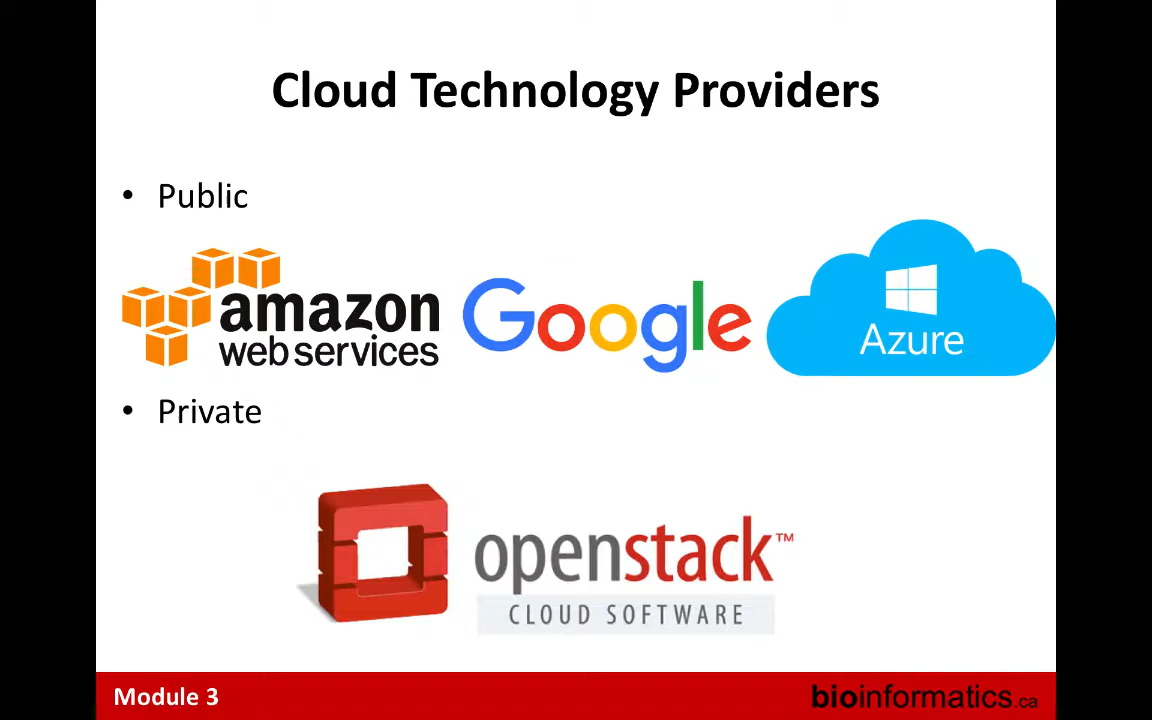 Cloud Technology Providers
• Public
amazon
web services
Google
Azure
• Private
openstack™
CLOUD SOFTWARE
Module 3
bioinformatics.ca